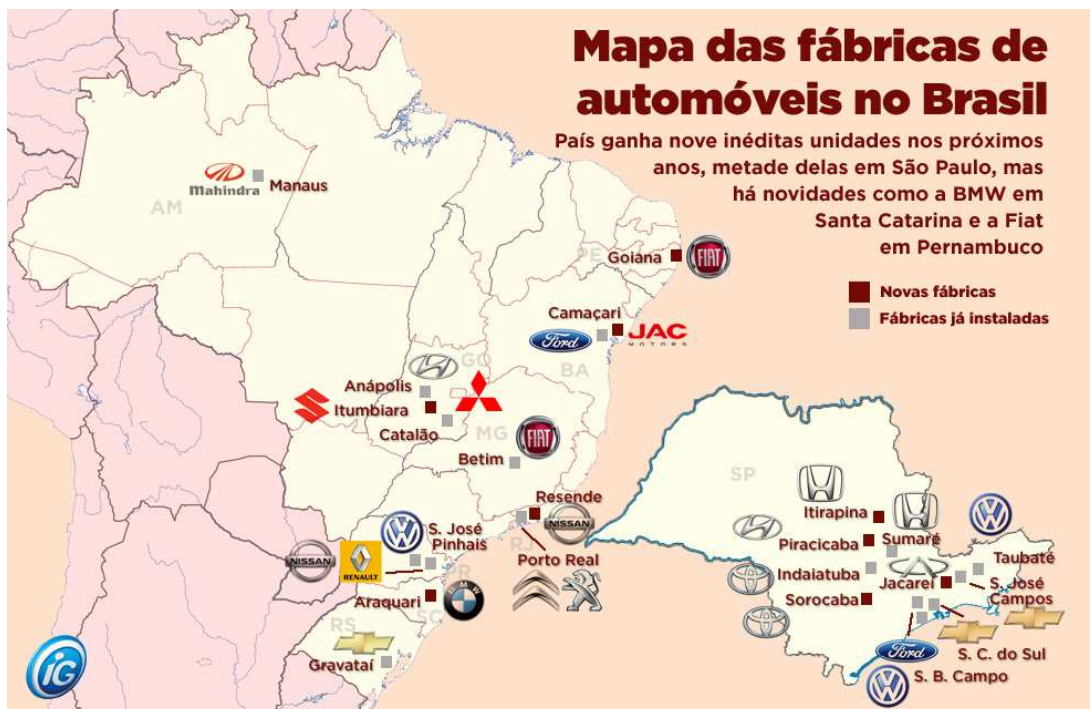 Mapa das fábricas de
automóveis no Brasil
País ganha nove inéditas unidades nos próximos
anos, metade delas em São Paulo, mas
há novidades como a BMW em
Santa Catarina e a Fiat
em Pernambuco
Novas fábricas
Fábricas já instaladas
Mahindra
Manaus
AM
PE
Goiána
FIAT
Camaçari
Ford
JAC
MOTORS
BA
GO
Anápolis
Itumbiara
Catalão
MG
FIAT
Betim
Resende
NISSAN
RJ
Porto Real
S. José
Pinhais
NISSAN
RENAULT
PR
Araquari
BMW
SC
RS
Gravataí
iG
SP
Itirapina
Piracicaba
Sumaré
Indaiatuba
Jacareí
Taubaté
S. José
Campos
Sorocaba
Ford
S. C. do Sul
S. B. Campo